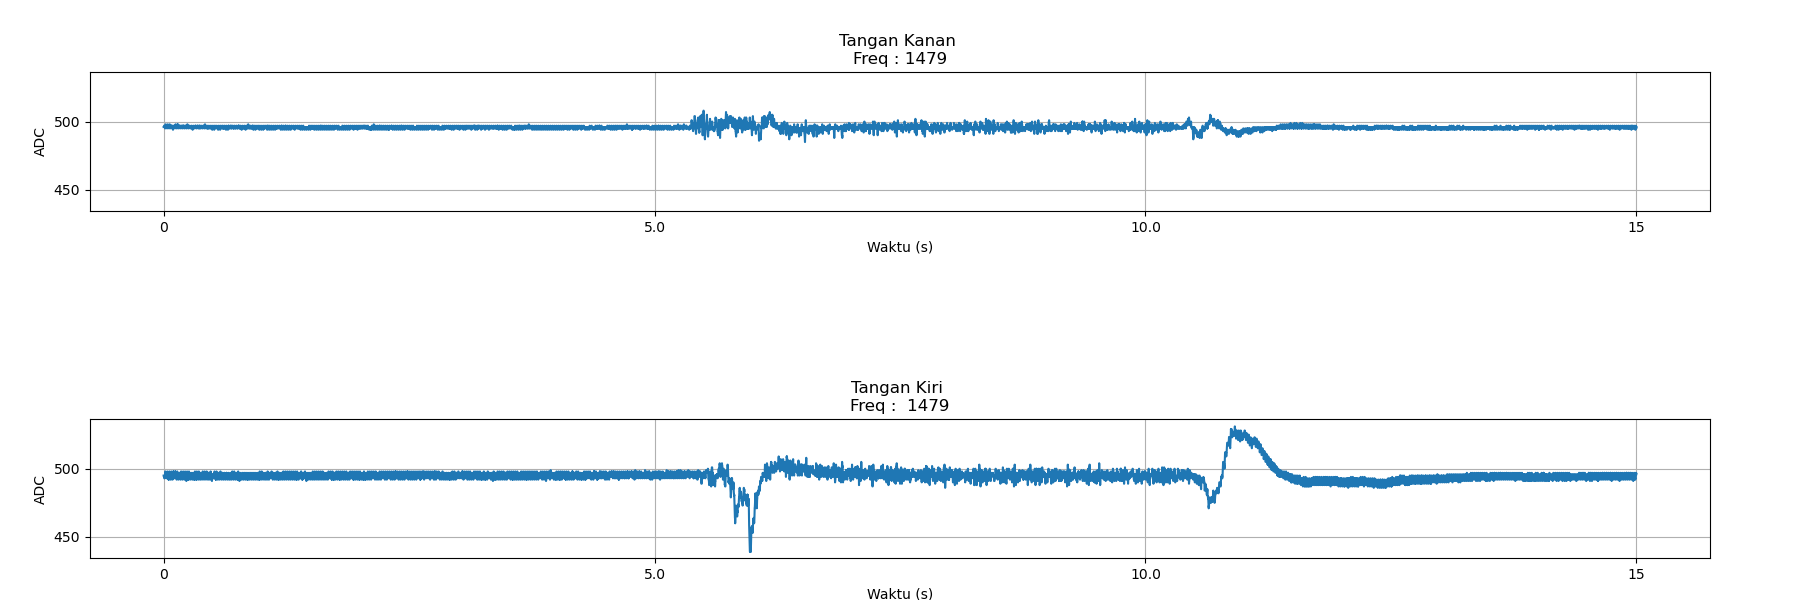 Tangan Kanan
Freq : 1479
500
450
ADC
0 5.0 10.0 15
Waktu (s)
Tangan Kiri
Freq :  1479
500
450
ADC
0 5.0 10.0 15
Waktu (s)